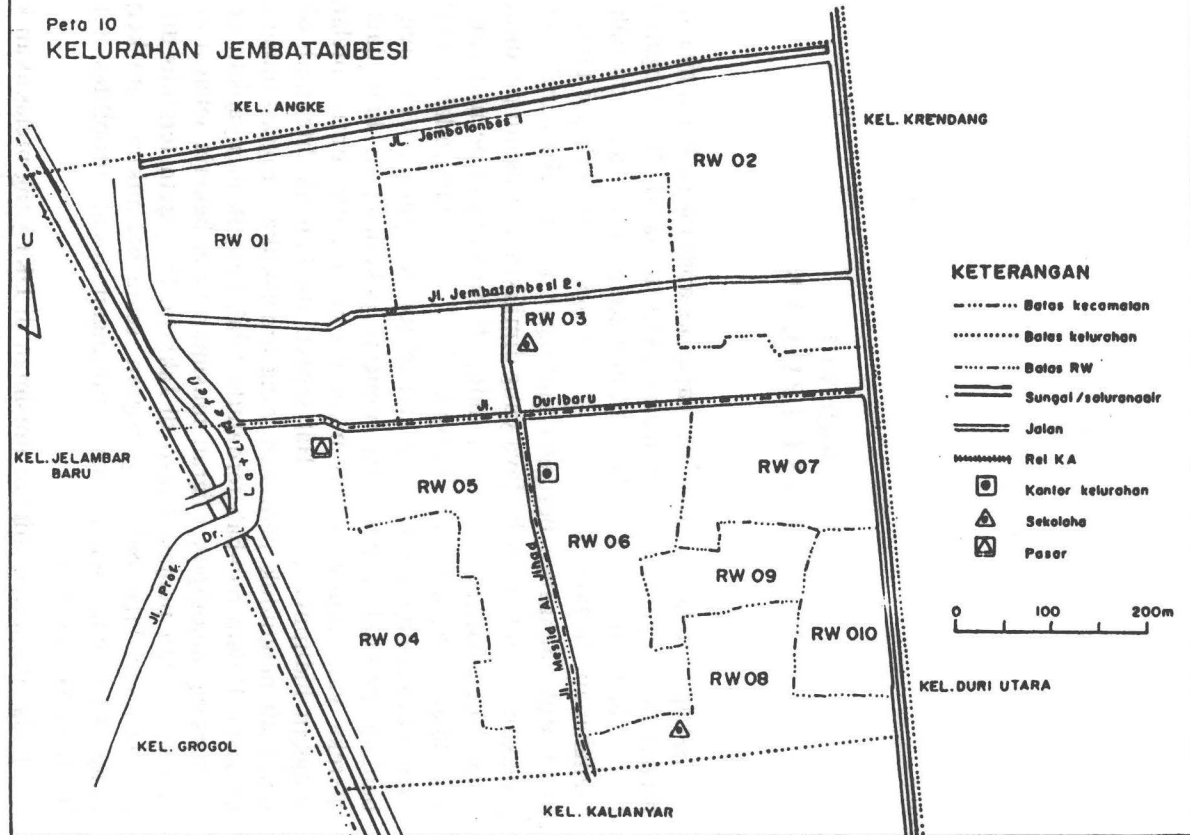 Peta 10
KELURAHAN JEMBATANBESI
KEL. ANGKE
JL. Jembatanbes 1
KEL. KRENDANG
RW 02
RW 01
U
Jl. Jembatanbesi 2.
RW 03
Jl. Duribaru
KEL. JELAMBAR
BARU
Jl. Prof. Dr. Latumeten
RW 05
RW 07
RW 06
Jl. Mesjid Al Jihad
RW 09
RW 04
RW 010
RW 08
KEL. DURI UTARA
KEL. GROGOL
KEL. KALIANYAR
KETERANGAN
Batas kecamatan
Batas kelurahan
Batas RW
Sungai/saluranair
Jalan
Rel KA
Kantor kelurahan
Sekolaha
Pasar
0 100 200m